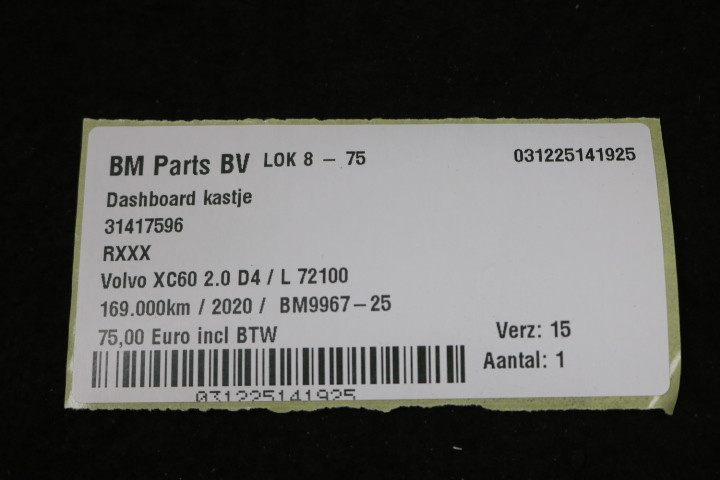 BM Parts BV LOK 8 - 75 031225141925
Dashboard kastje
31417596
RXXX
Volvo XC60 2.0 D4 / L 72100
169.000km / 2020 / BM9967-25
75,00 Euro incl BTW Verz: 15
Aantal: 1
031225141925